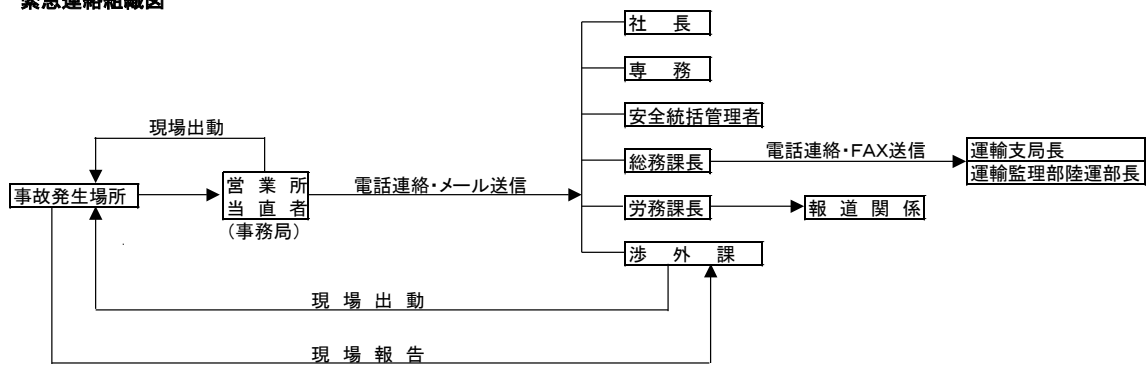 緊急連絡組織図
社 長
専 務
安全統括管理者
現場出動
総務課長
電話連絡・FAX送信
運輸支局長
運輸監理部陸運部長
事故発生場所
営 業 所
当 直 者
(事務局)
電話連絡・メール送信
労務課長
報 道 関 係
渉 外 課
現 場 出 動
現 場 報 告